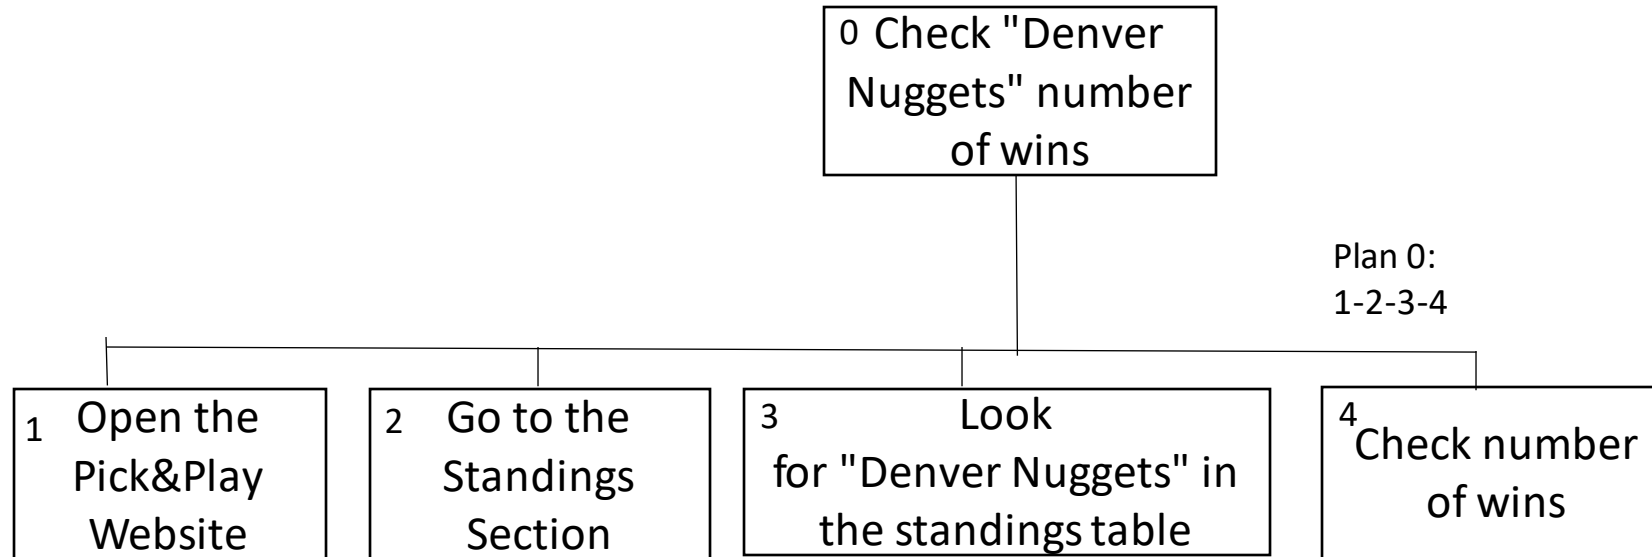 0 Check "Denver
Nuggets" number
of wins
Plan 0:
1-2-3-4
1 Open the
Pick&Play
Website
2 Go to the
Standings
Section
3 Look
for "Denver Nuggets" in
the standings table
4 Check number
of wins